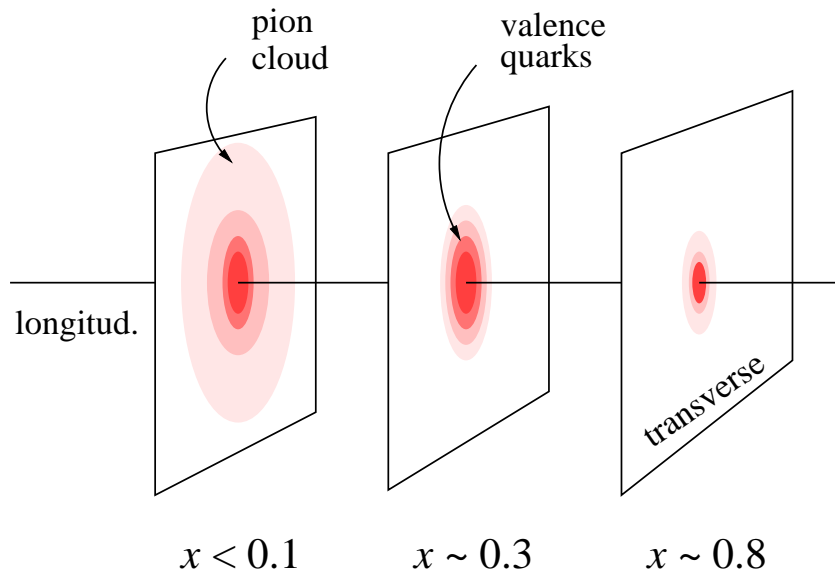 pion
cloud
valence
quarks
longitud.
transverse
x < 0.1
x ~ 0.3
x ~ 0.8